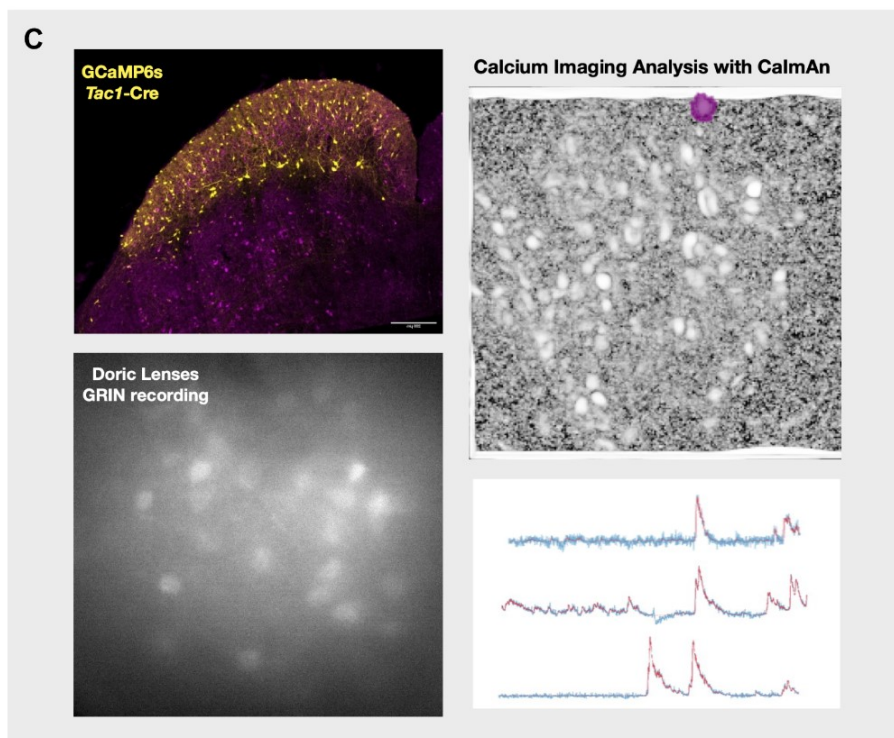 C
GCaMP6s
Tac1-Cre
Calcium Imaging Analysis with CaImAn
Doric Lenses
GRIN recording